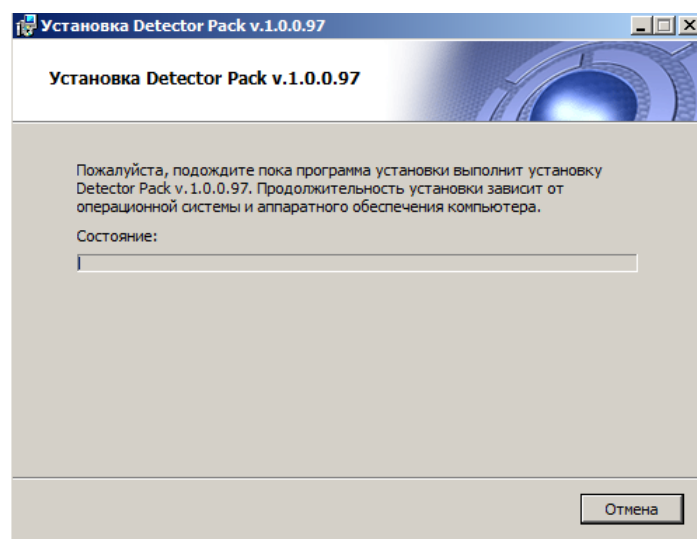 Установка Detector Pack v.1.0.0.97
Установка Detector Pack v.1.0.0.97
Пожалуйста, подождите пока программа установки выполнит установку
Detector Pack v.1.0.0.97. Продолжительность установки зависит от
операционной системы и аппаратного обеспечения компьютера.
Состояние:
Отмена